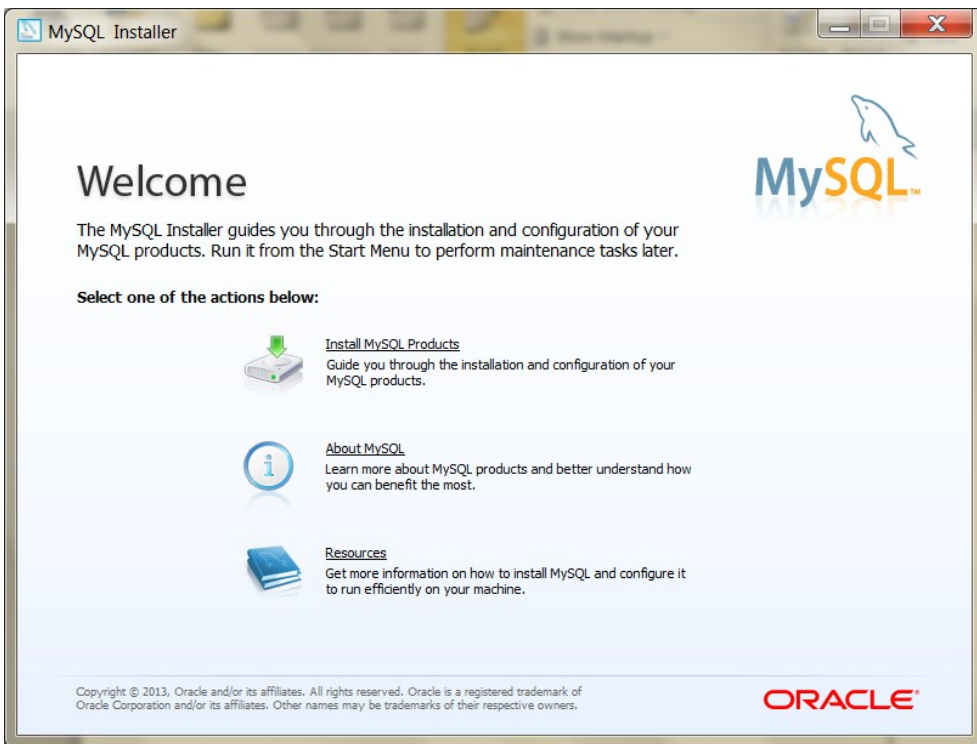 MySQL Installer
MySQL™
Welcome
The MySQL Installer guides you through the installation and configuration of your
MySQL products. Run it from the Start Menu to perform maintenance tasks later.
Select one of the actions below:
Install MySQL Products
Guide you through the installation and configuration of your
MySQL products.
About MySQL
Learn more about MySQL products and better understand how
you can benefit the most.
Resources
Get more information on how to install MySQL and configure it
to run efficiently on your machine.
Copyright © 2013, Oracle and/or its affiliates. All rights reserved. Oracle is a registered trademark of
Oracle Corporation and/or its affiliates. Other names may be trademarks of their respective owners.
ORACLE®